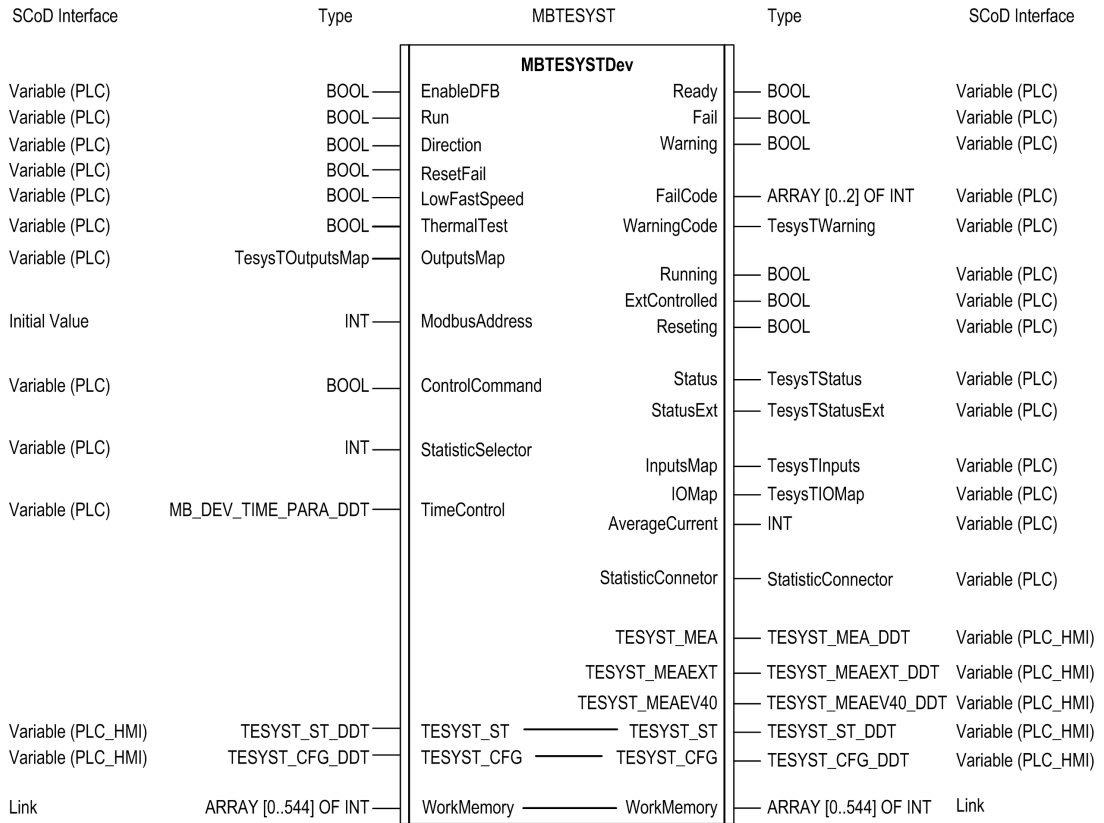 SCoD Interface Type MBTESYST Type SCoD Interface
MBTESYSTDev
Variable (PLC) BOOL EnableDFB Ready BOOL Variable (PLC)
Variable (PLC) BOOL Run Fail BOOL Variable (PLC)
Variable (PLC) BOOL Direction Warning BOOL Variable (PLC)
Variable (PLC) BOOL ResetFail
Variable (PLC) BOOL LowFastSpeed FailCode ARRAY [0..2] OF INT Variable (PLC)
Variable (PLC) BOOL ThermalTest WarningCode TesysTWarning Variable (PLC)
Variable (PLC) TesysTOutputsMap OutputsMap
Running BOOL Variable (PLC)
ExtControlled BOOL Variable (PLC)
Initial Value INT ModbusAddress Reseting BOOL Variable (PLC)
Variable (PLC) BOOL ControlCommand Status TesysTStatus Variable (PLC)
StatusExt TesysTStatusExt Variable (PLC)
Variable (PLC) INT StatisticSelector
InputsMap TesysTInputs Variable (PLC)
IOMap TesysTIOMap Variable (PLC)
Variable (PLC) MB_DEV_TIME_PARA_DDT TimeControl
AverageCurrent INT Variable (PLC)
StatisticConnetor StatisticConnector Variable (PLC)
TESYST_MEA TESYST_MEA_DDT Variable (PLC_HMI)
TESYST_MEAEXT TESYST_MEAEXT_DDT Variable (PLC_HMI)
TESYST_MEAEV40 TESYST_MEAEV40_DDT Variable (PLC_HMI)
Variable (PLC_HMI) TESYST_ST_DDT TESYST_ST TESYST_ST TESYST_ST_DDT Variable (PLC_HMI)
Variable (PLC_HMI) TESYST_CFG_DDT TESYST_CFG TESYST_CFG TESYST_CFG_DDT Variable (PLC_HMI)
Link ARRAY [0..544] OF INT WorkMemory WorkMemory ARRAY [0..544] OF INT Link